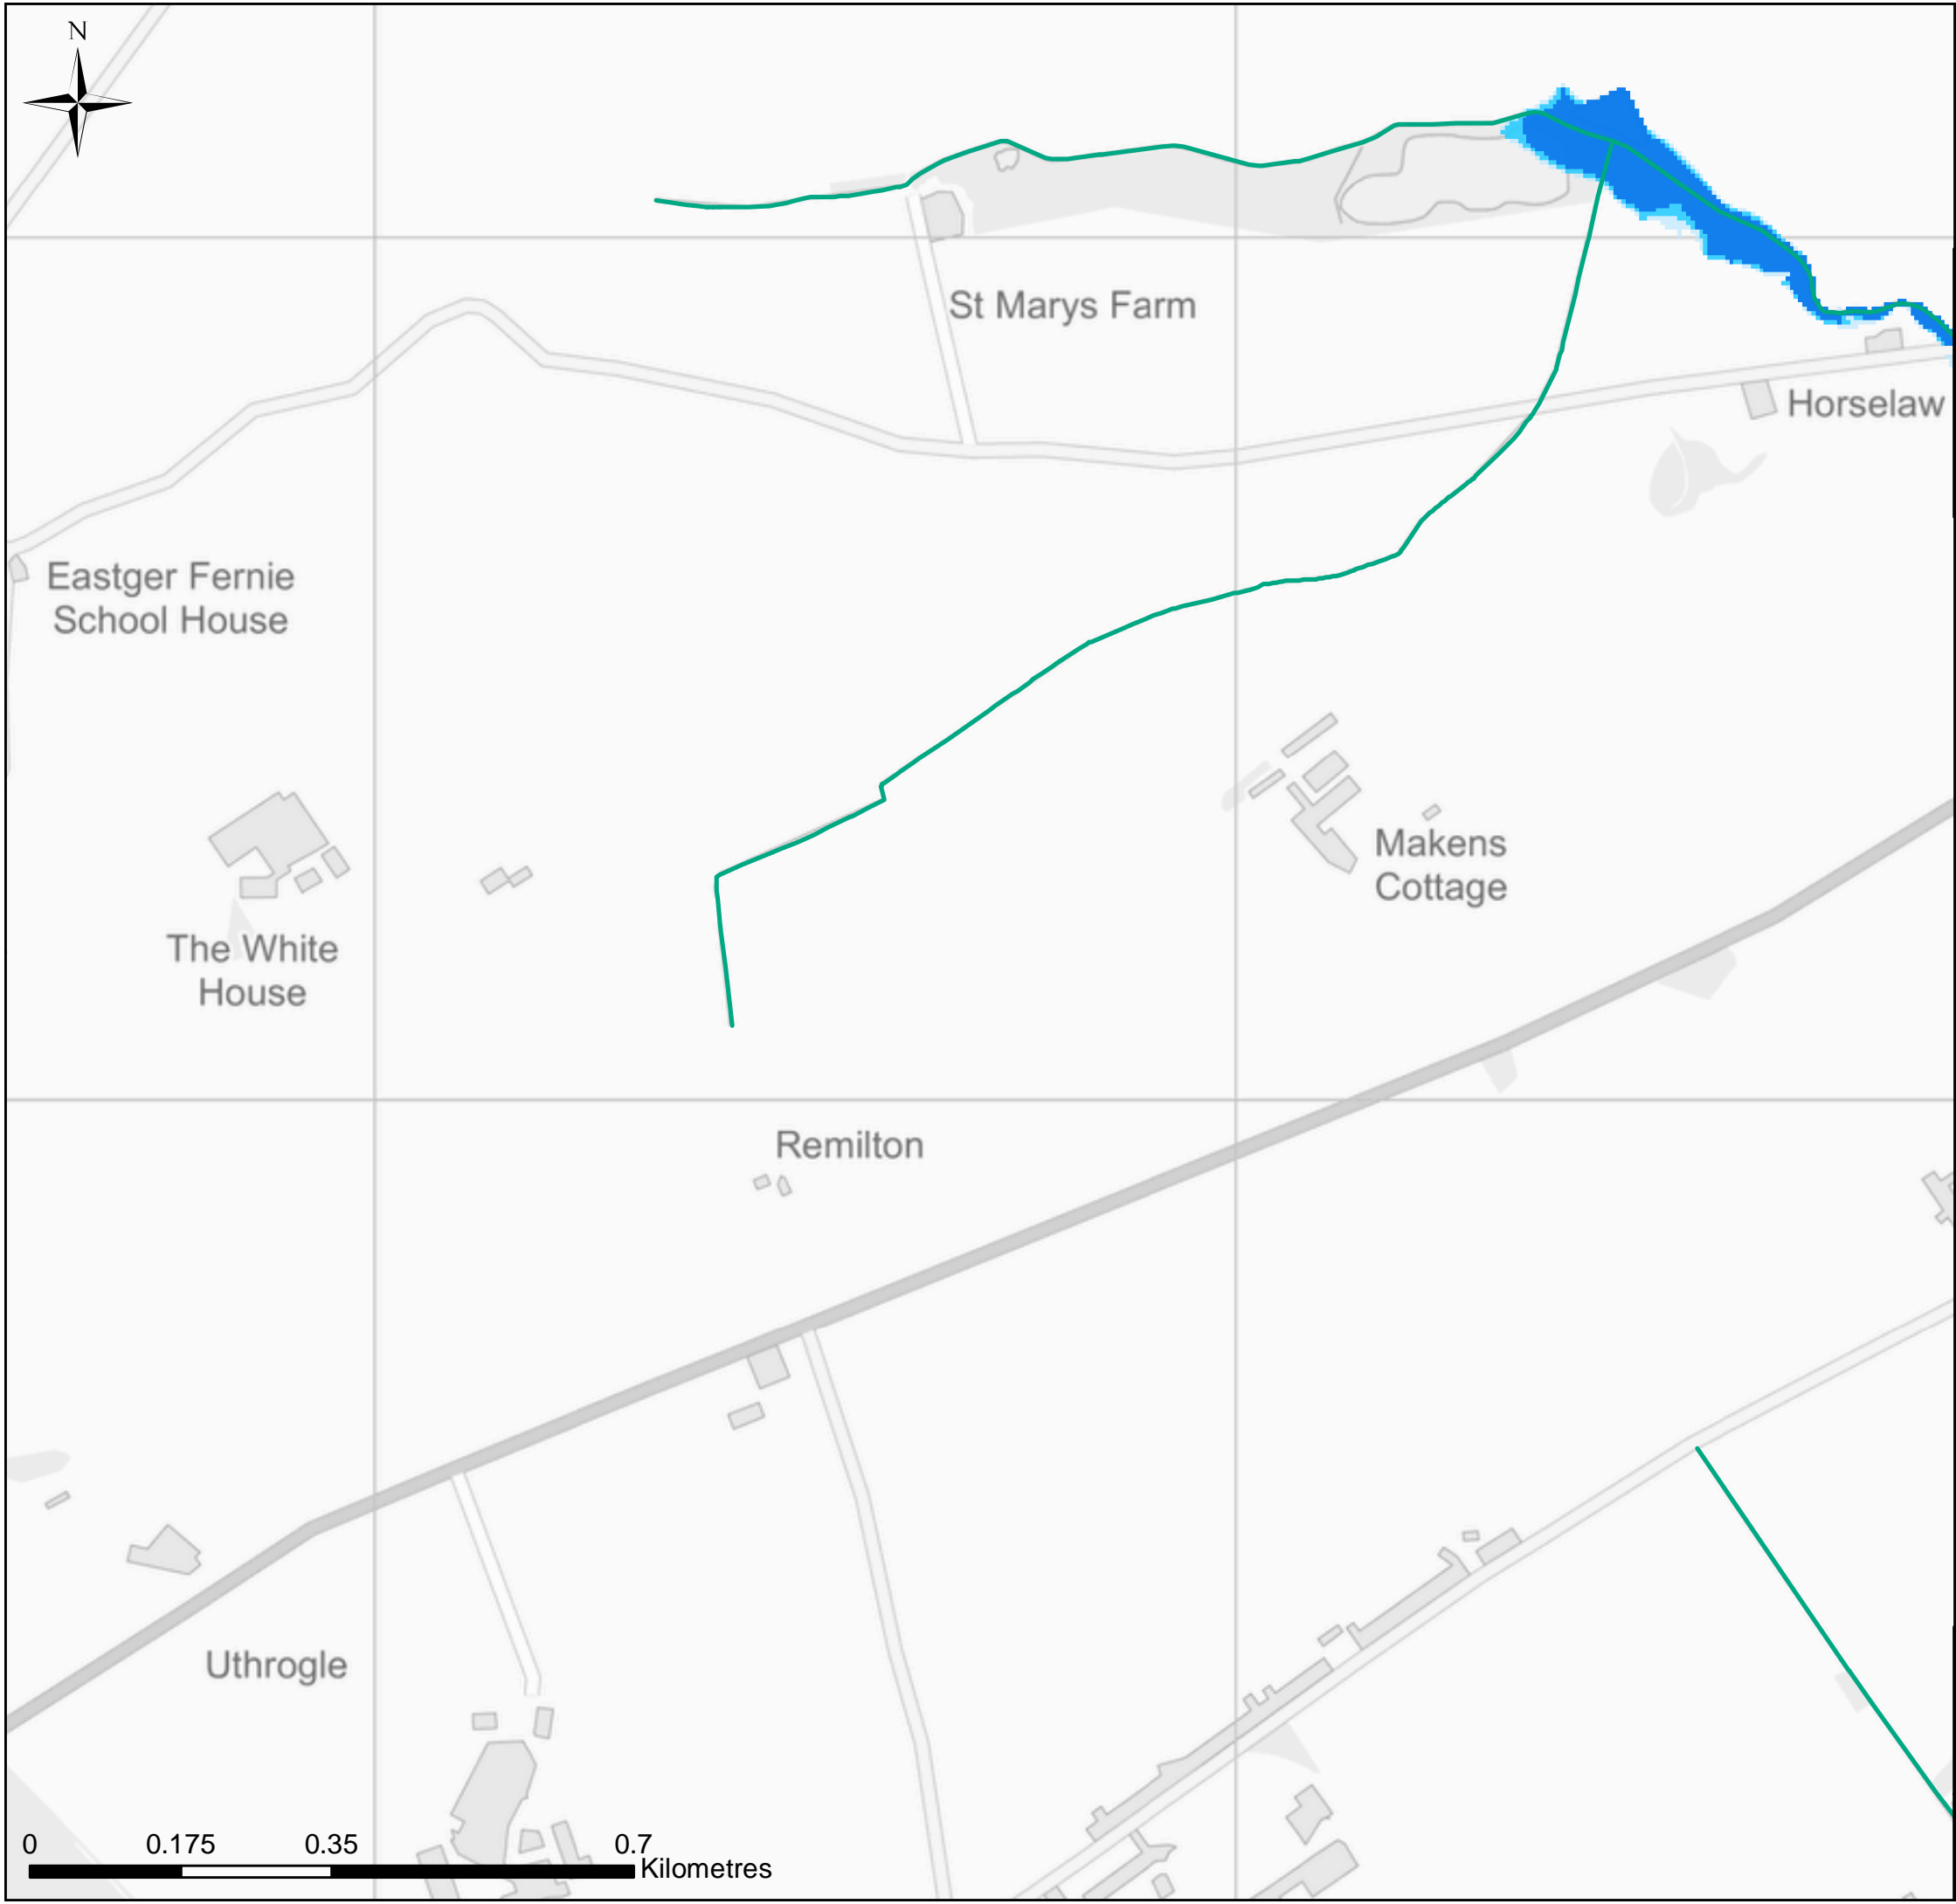 N
St Marys Farm
Horselaw
Eastger Fernie
School House
Makens
Cottage
The White
House
Remilton
Uthrogle
0 0.175 0.35 0.7
Kilometres